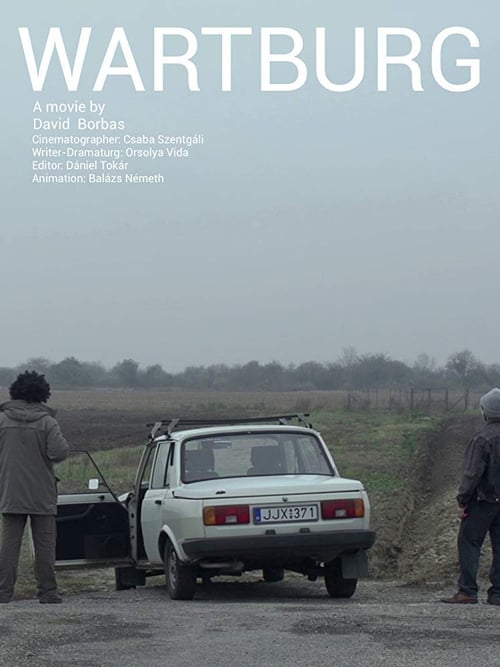 WARTBURG
A movie by
David Borbas
Cinematographer: Csaba Szentgáli
Writer-Dramaturg: Orsolya Vida
Editor: Dániel Tokár
Animation: Balázs Németh
JJX:371